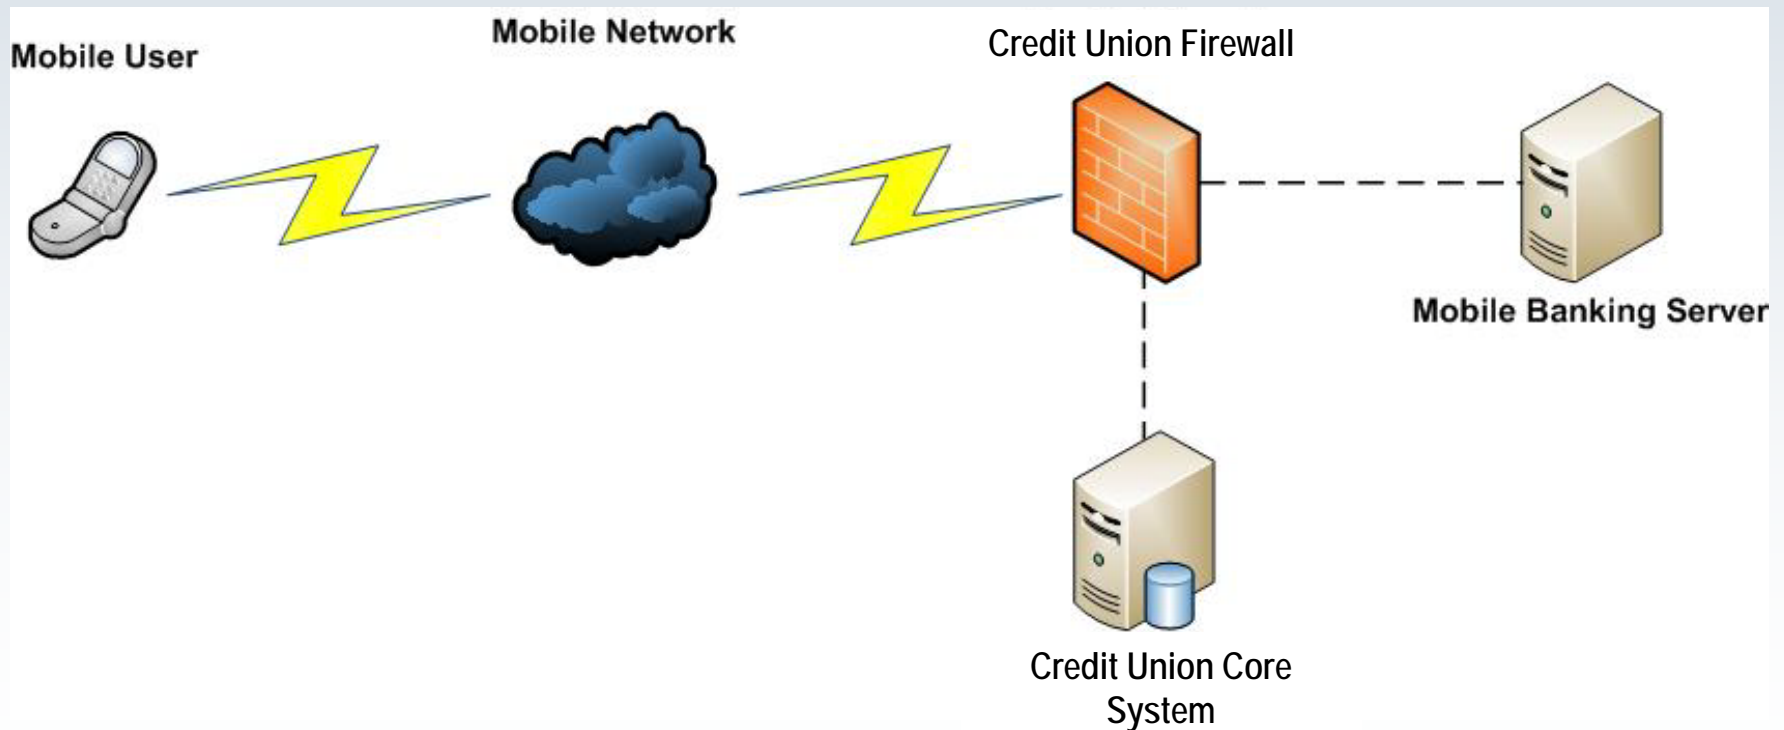 Mobile User
Mobile Network
Credit Union Firewall
Mobile Banking Server
Credit Union Core
System